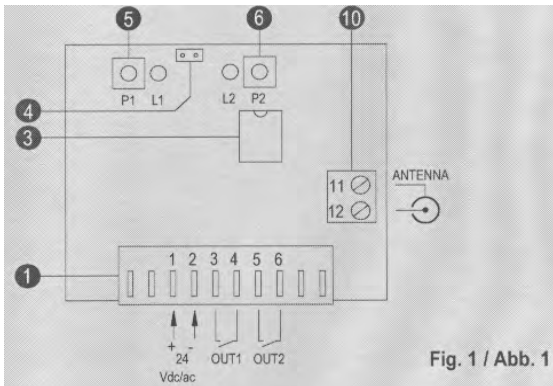 5 6 10
P1 L1 L2 P2
4
3
11 ANTENNA
12
1 2 3 4 5 6
1
+ -
24 OUT1 OUT2
Vdc/ac
Fig. 1 / Abb. 1